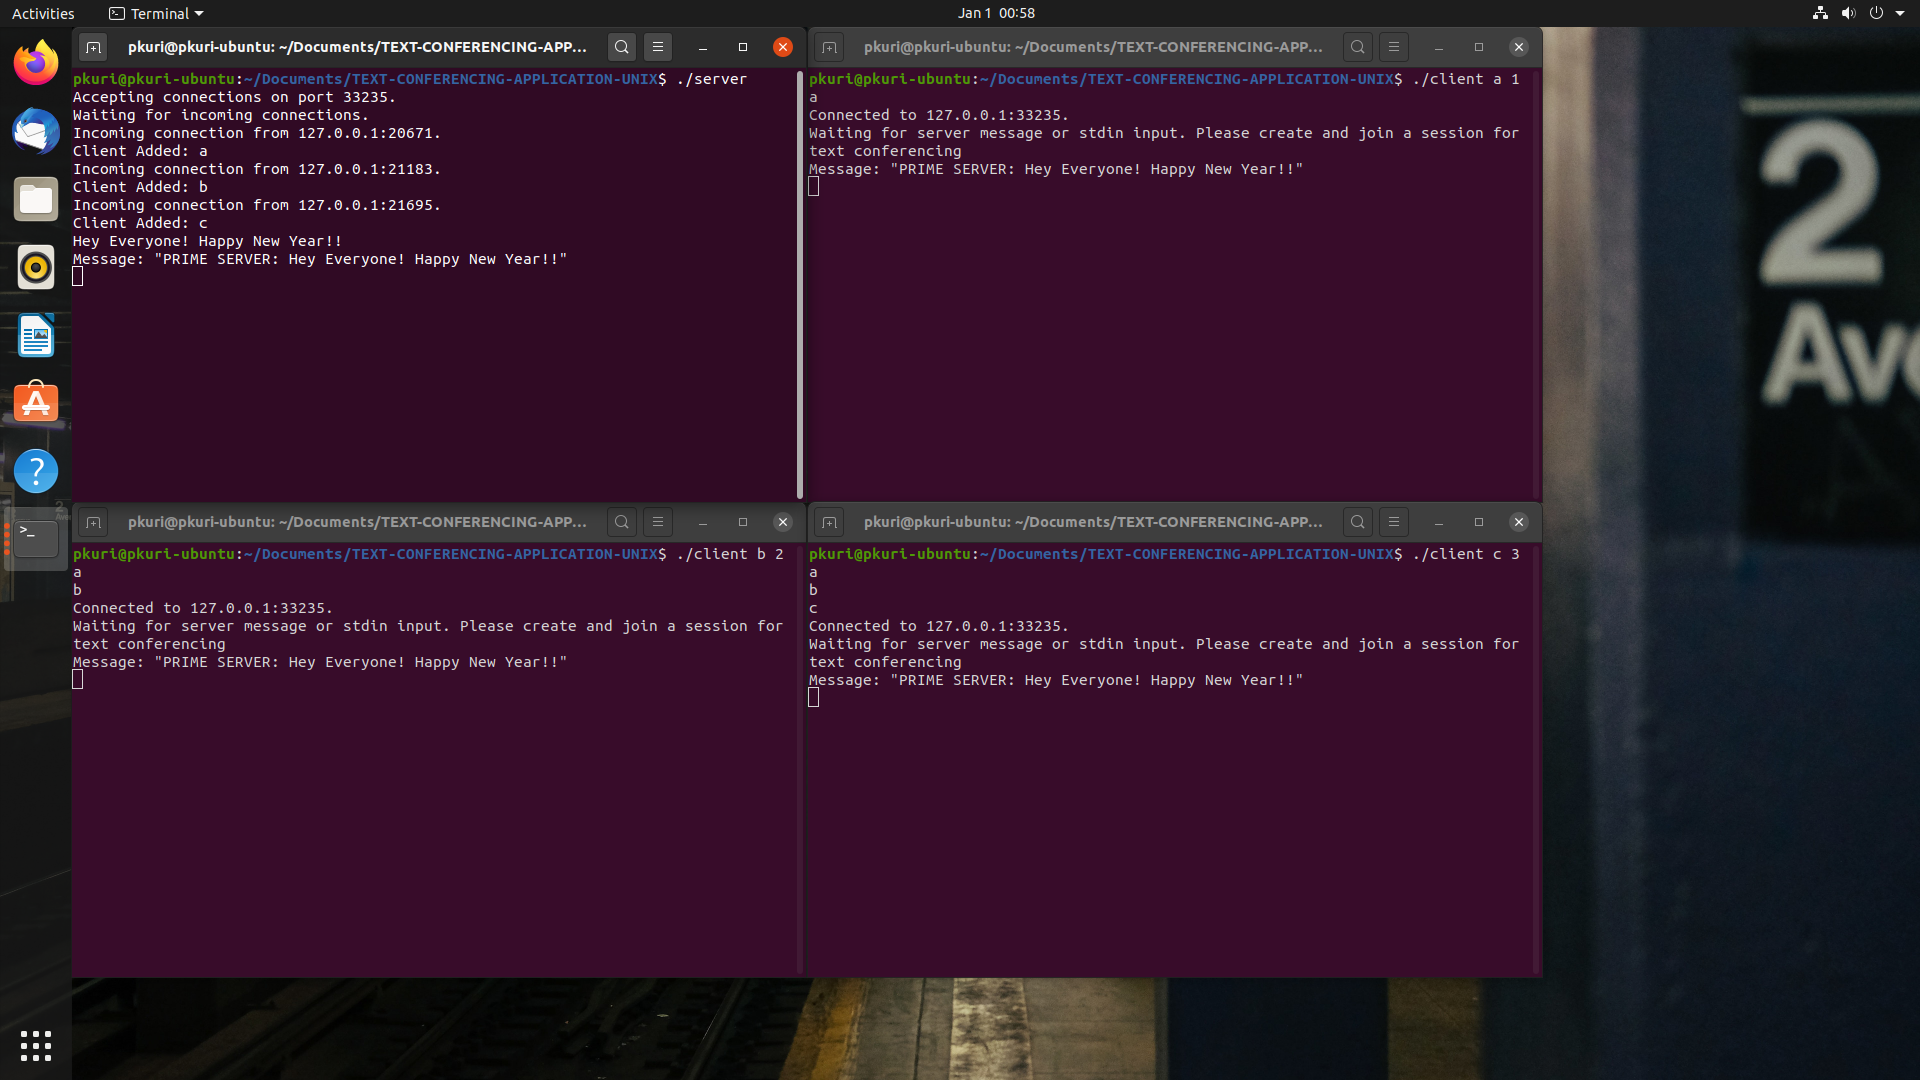 Activities
Terminal
Jan 1 00:58
pkuri@pkuri-ubuntu: ~/Documents/TEXT-CONFERENCING-APP...
pkuri@pkuri-ubuntu:~/Documents/TEXT-CONFERENCING-APPLICATION-UNIX$ ./server
Accepting connections on port 33235.
Waiting for incoming connections.
Incoming connection from 127.0.0.1:20671.
Client Added: a
Incoming connection from 127.0.0.1:21183.
Client Added: b
Incoming connection from 127.0.0.1:21695.
Client Added: c
Hey Everyone! Happy New Year!!
Message: "PRIME SERVER: Hey Everyone! Happy New Year!!"
pkuri@pkuri-ubuntu: ~/Documents/TEXT-CONFERENCING-APP...
pkuri@pkuri-ubuntu:~/Documents/TEXT-CONFERENCING-APPLICATION-UNIX$ ./client a 1
a
Connected to 127.0.0.1:33235.
Waiting for server message or stdin input. Please create and join a session for
text conferencing
Message: "PRIME SERVER: Hey Everyone! Happy New Year!!"
pkuri@pkuri-ubuntu: ~/Documents/TEXT-CONFERENCING-APP...
pkuri@pkuri-ubuntu:~/Documents/TEXT-CONFERENCING-APPLICATION-UNIX$ ./client b 2
a
b
Connected to 127.0.0.1:33235.
Waiting for server message or stdin input. Please create and join a session for
text conferencing
Message: "PRIME SERVER: Hey Everyone! Happy New Year!!"
pkuri@pkuri-ubuntu: ~/Documents/TEXT-CONFERENCING-APP...
pkuri@pkuri-ubuntu:~/Documents/TEXT-CONFERENCING-APPLICATION-UNIX$ ./client c 3
a
b
c
Connected to 127.0.0.1:33235.
Waiting for server message or stdin input. Please create and join a session for
text conferencing
Message: "PRIME SERVER: Hey Everyone! Happy New Year!!"
2
Ave